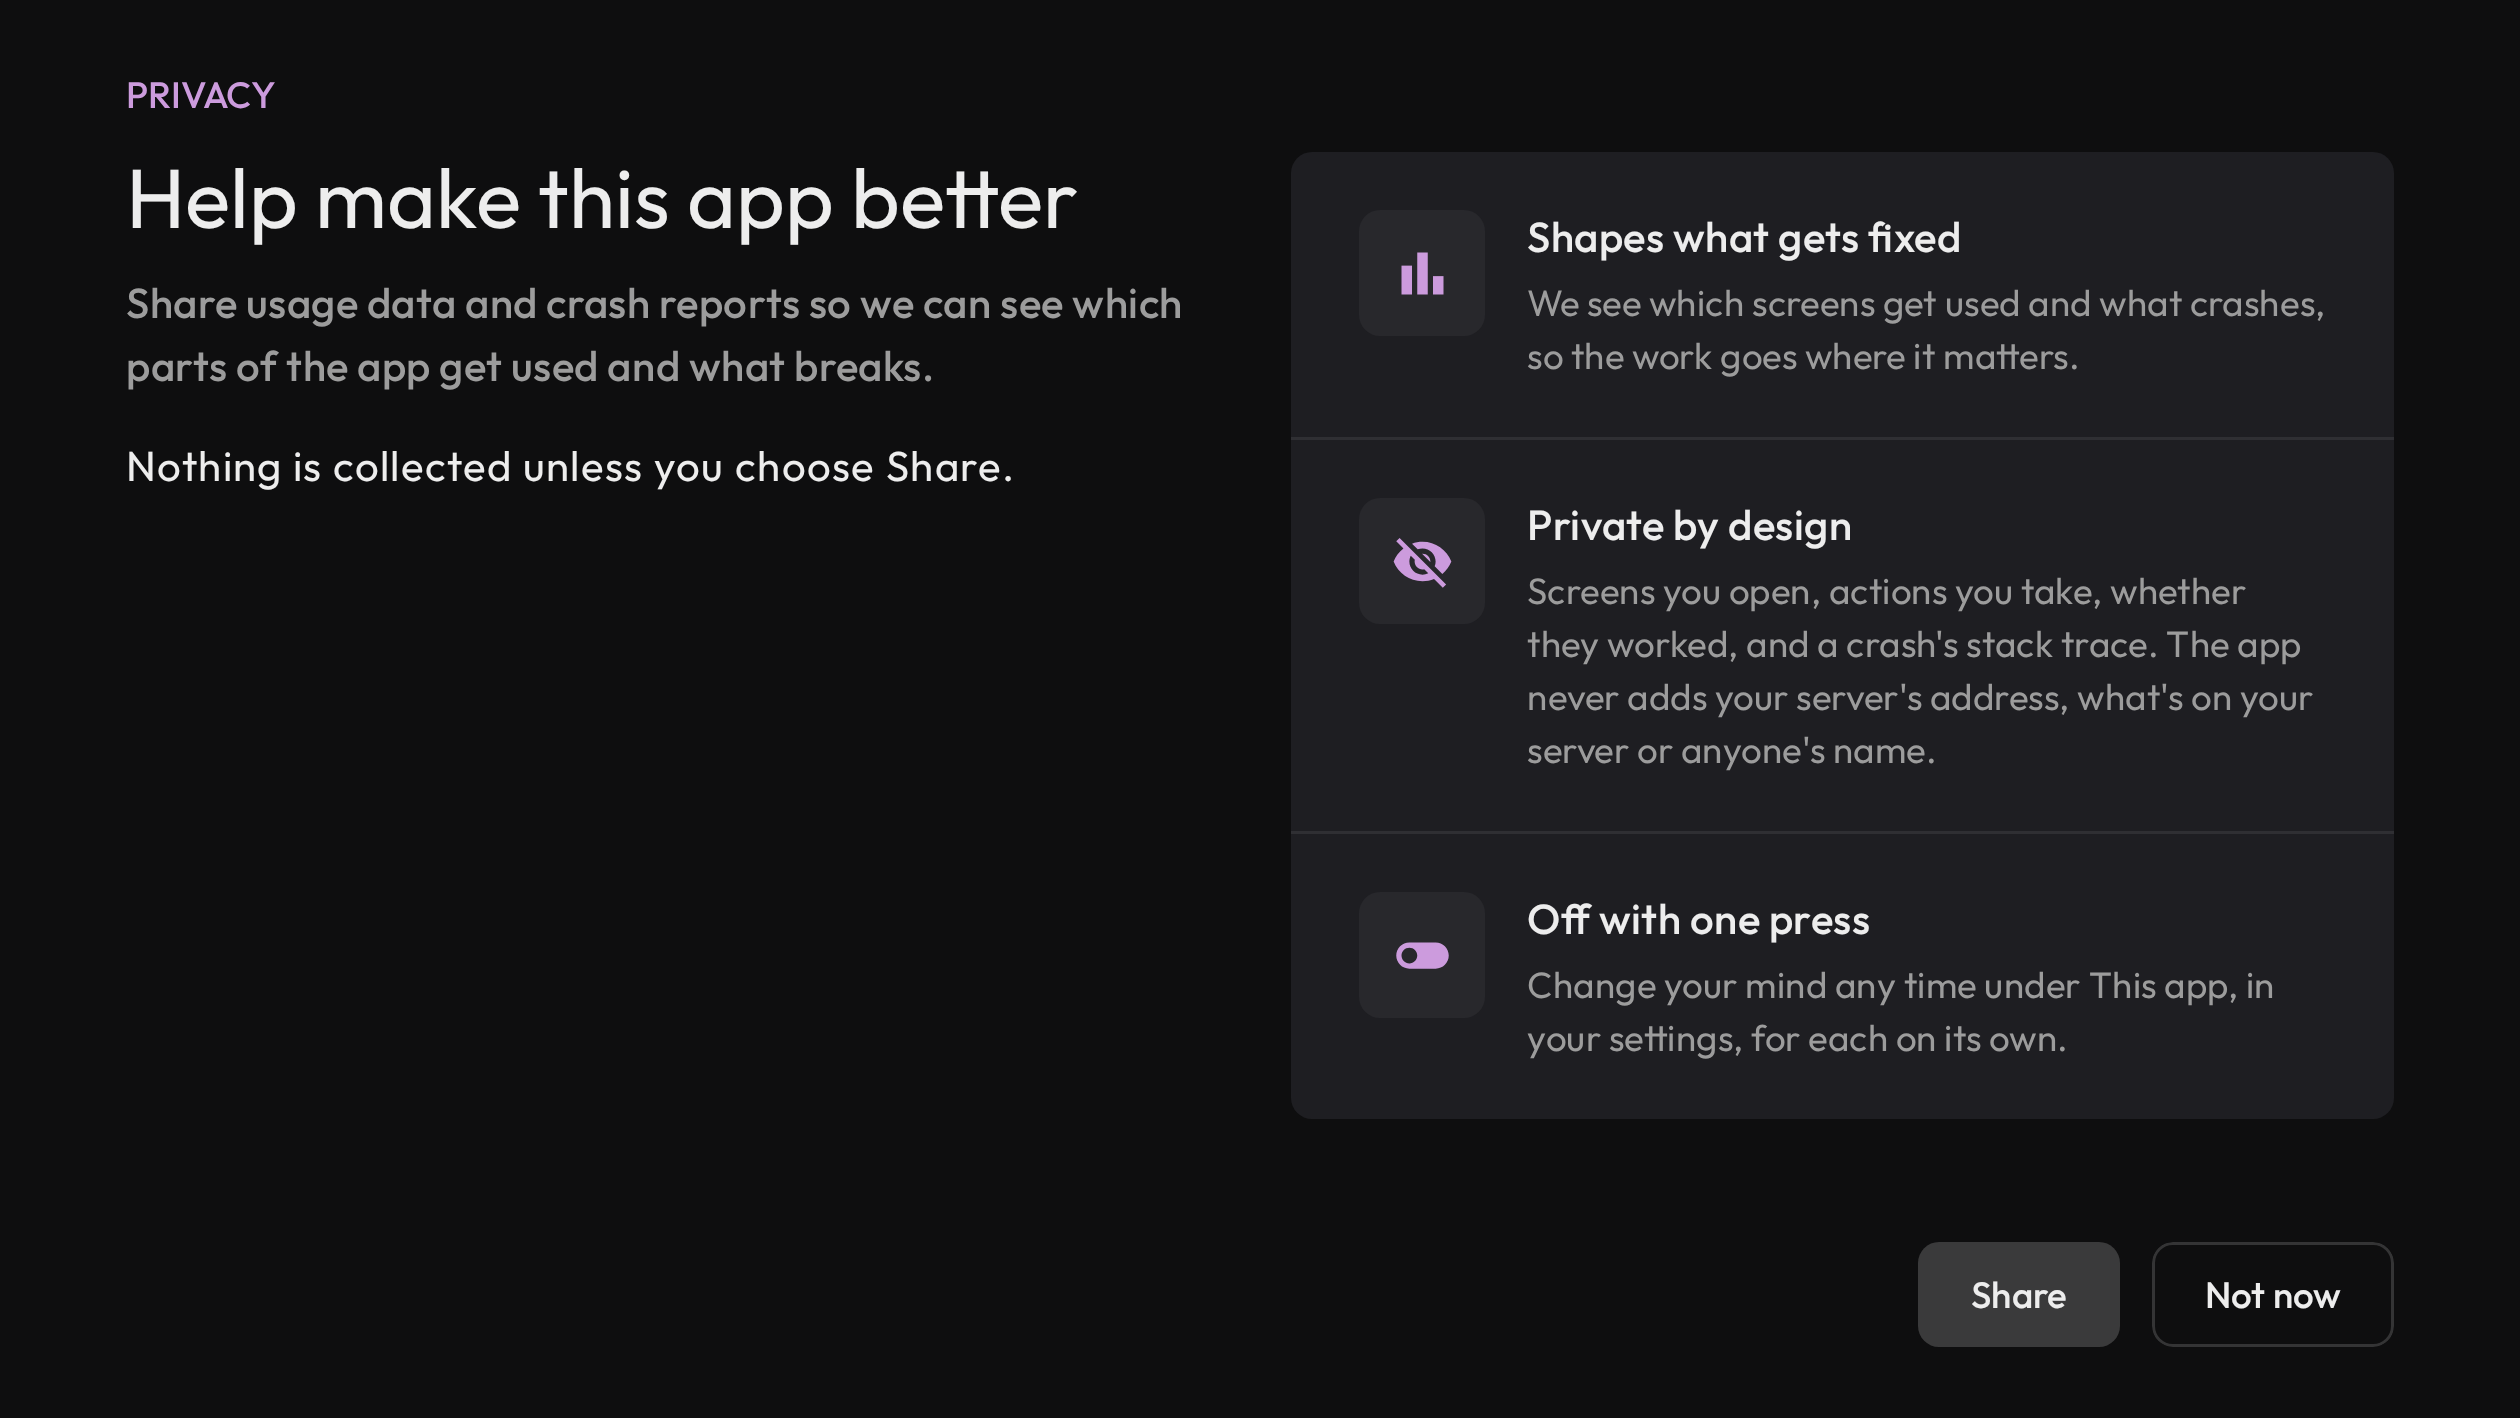 PRIVACY
Help make this app better
Share usage data and crash reports so we can see which
parts of the app get used and what breaks.
Nothing is collected unless you choose Share.
Shapes what gets fixed
We see which screens get used and what crashes,
so the work goes where it matters.
Private by design
Screens you open, actions you take, whether
they worked, and a crash's stack trace. The app
never adds your server's address, what's on your
server or anyone's name.
Off with one press
Change your mind any time under This app, in
your settings, for each on its own.
Share
Not now